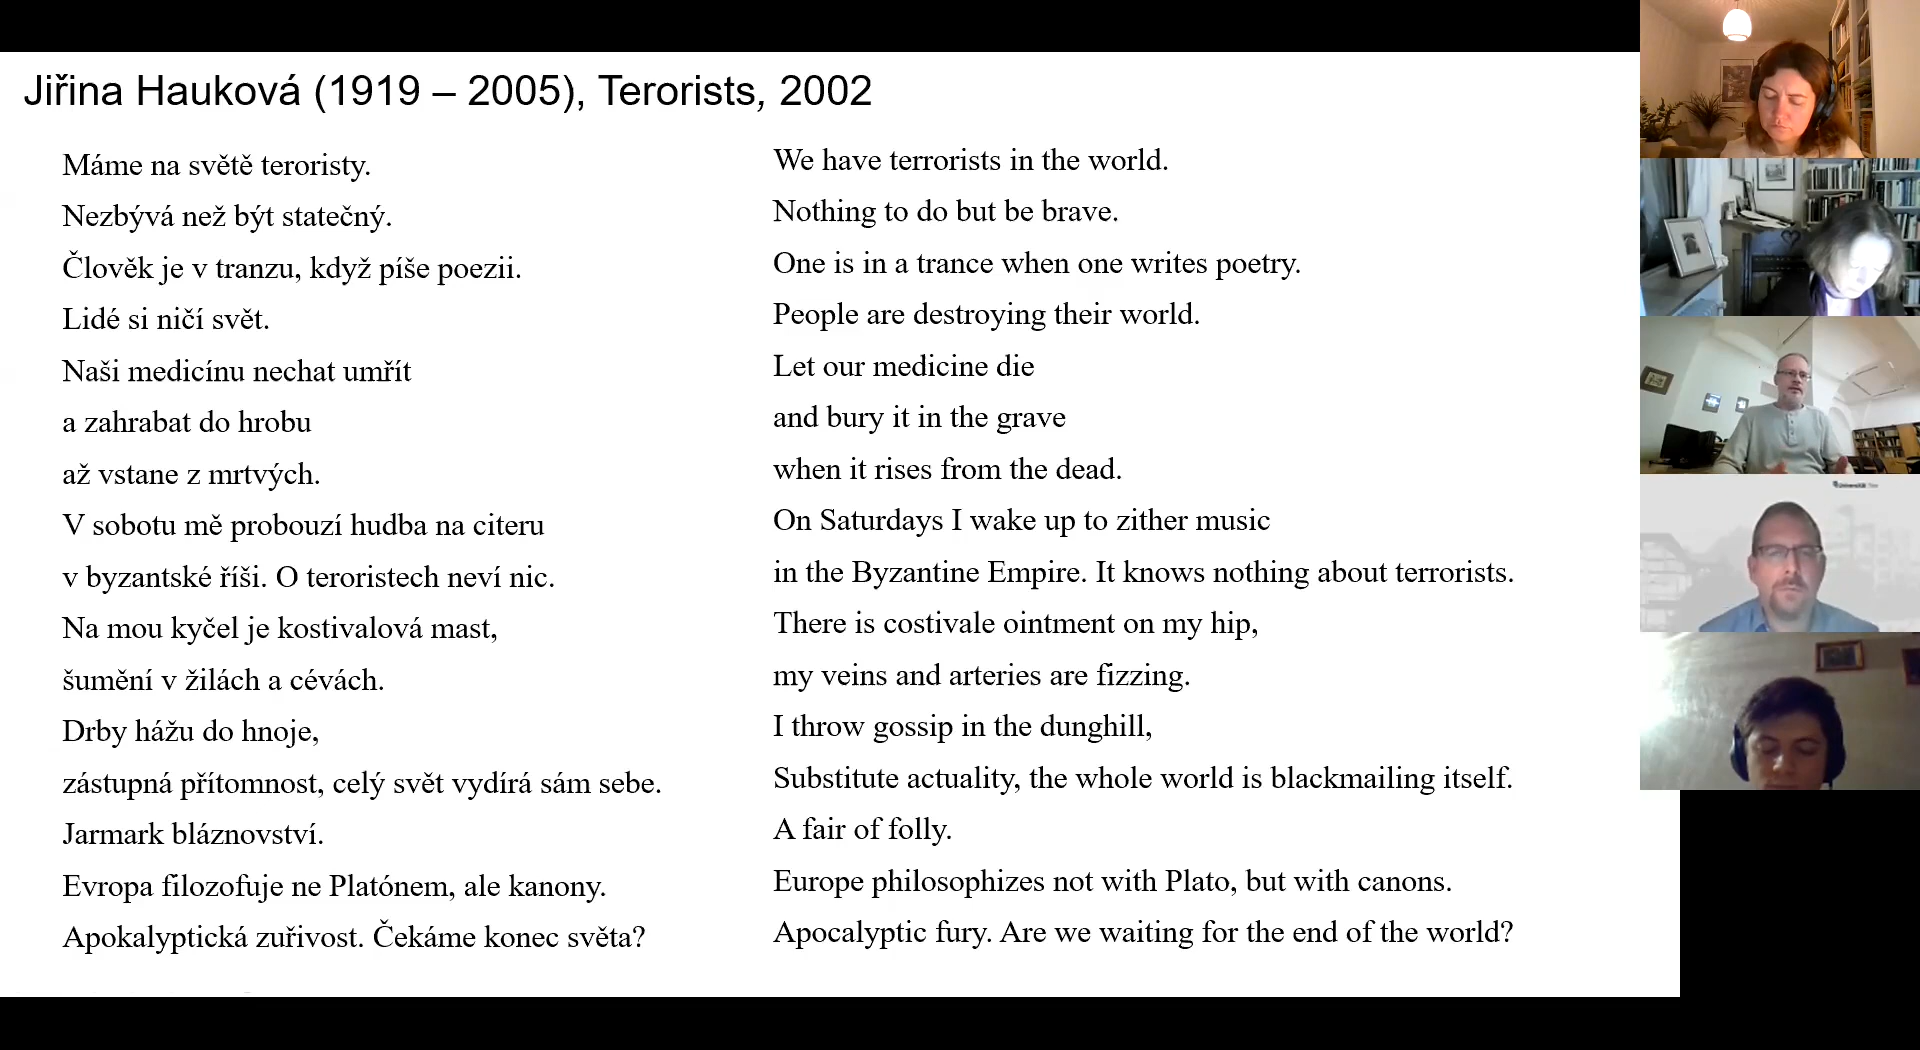 Jiřina Hauková (1919 – 2005), Terorists, 2002
Máme na světě teroristy.
Nezbývá než být statečný.
Člověk je v tranzu, když píše poezii.
Lidé si ničí svět.
Naši medicínu nechat umřít
a zahrabat do hrobu
až vstane z mrtvých.
V sobotu mě probouzí hudba na citeru
v byzantské říši. O teroristech neví nic.
Na mou kyčel je kostivalová mast,
šumění v žilách a cévách.
Drby hážu do hnoje,
zástupná přítomnost, celý svět vydírá sám sebe.
Jarmark bláznovství.
Evropa filozofuje ne Platónem, ale kanony.
Apokalyptická zuřivost. Čekáme konec světa?
We have terrorists in the world.
Nothing to do but be brave.
One is in a trance when one writes poetry.
People are destroying their world.
Let our medicine die
and bury it in the grave
when it rises from the dead.
On Saturdays I wake up to zither music
in the Byzantine Empire. It knows nothing about terrorists.
There is costivale ointment on my hip,
my veins and arteries are fizzing.
I throw gossip in the dunghill,
Substitute actuality, the whole world is blackmailing itself.
A fair of folly.
Europe philosophizes not with Plato, but with canons.
Apocalyptic fury. Are we waiting for the end of the world?
Universität